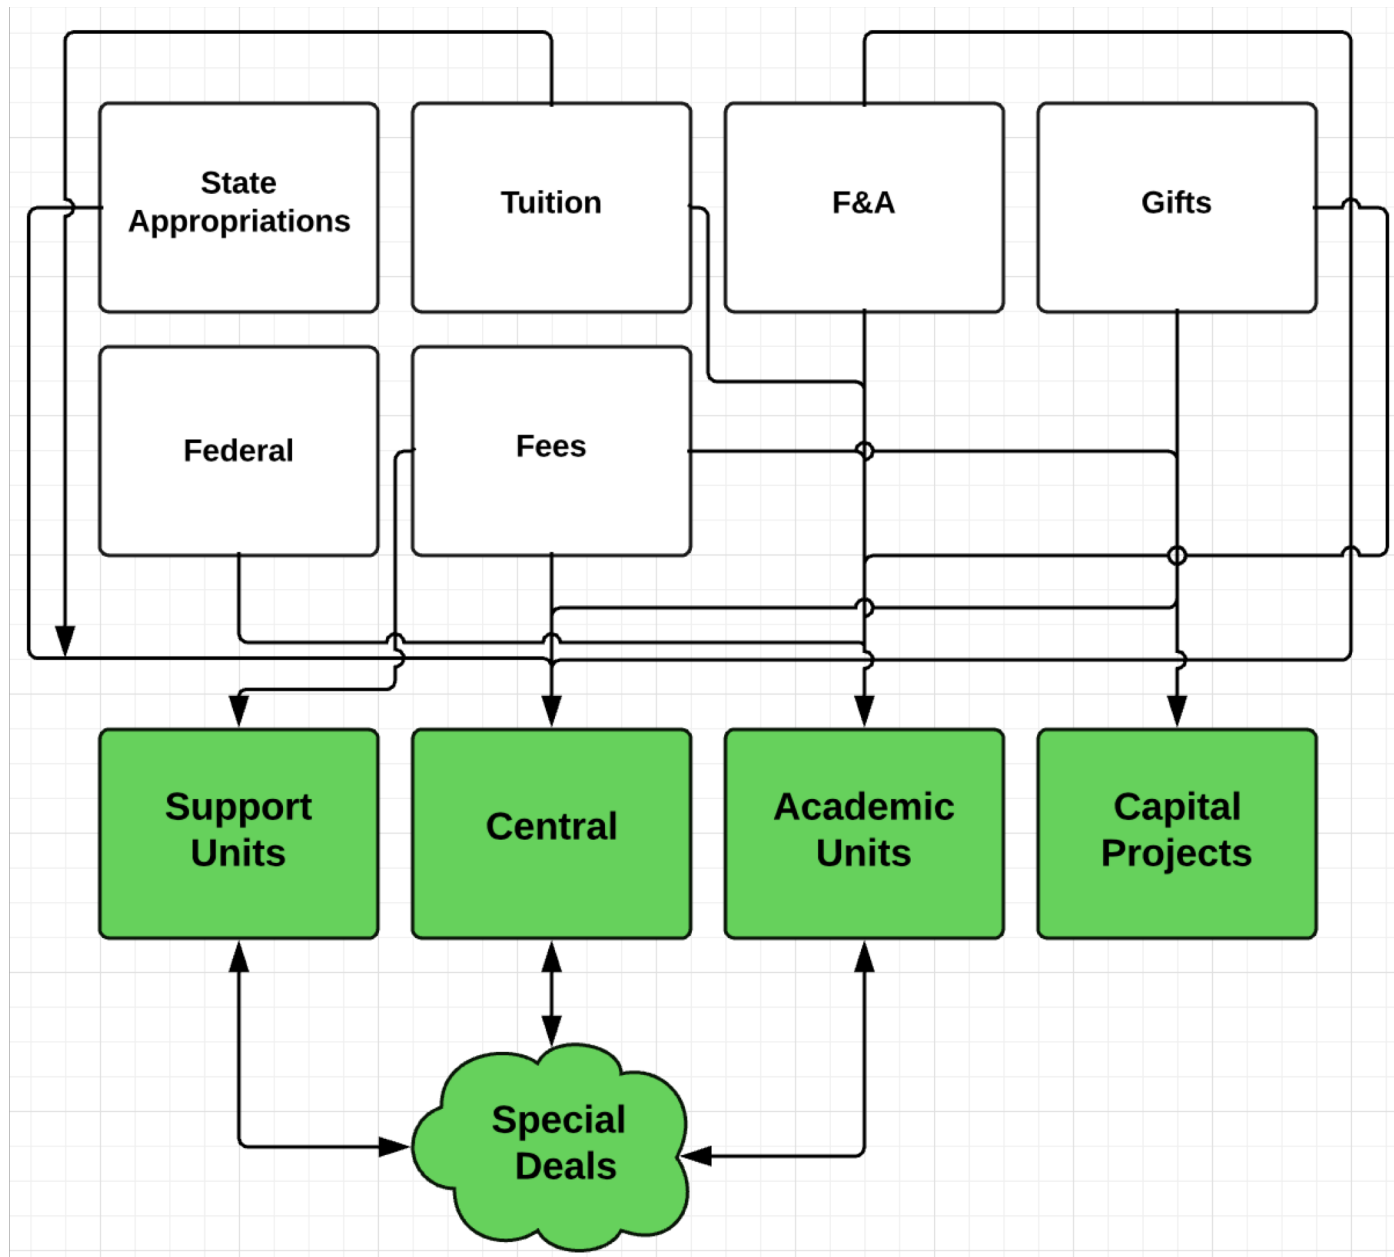 State
Appropriations
Tuition
F&A
Gifts
Federal
Fees
Support
Units
Central
Academic
Units
Capital
Projects
Special
Deals